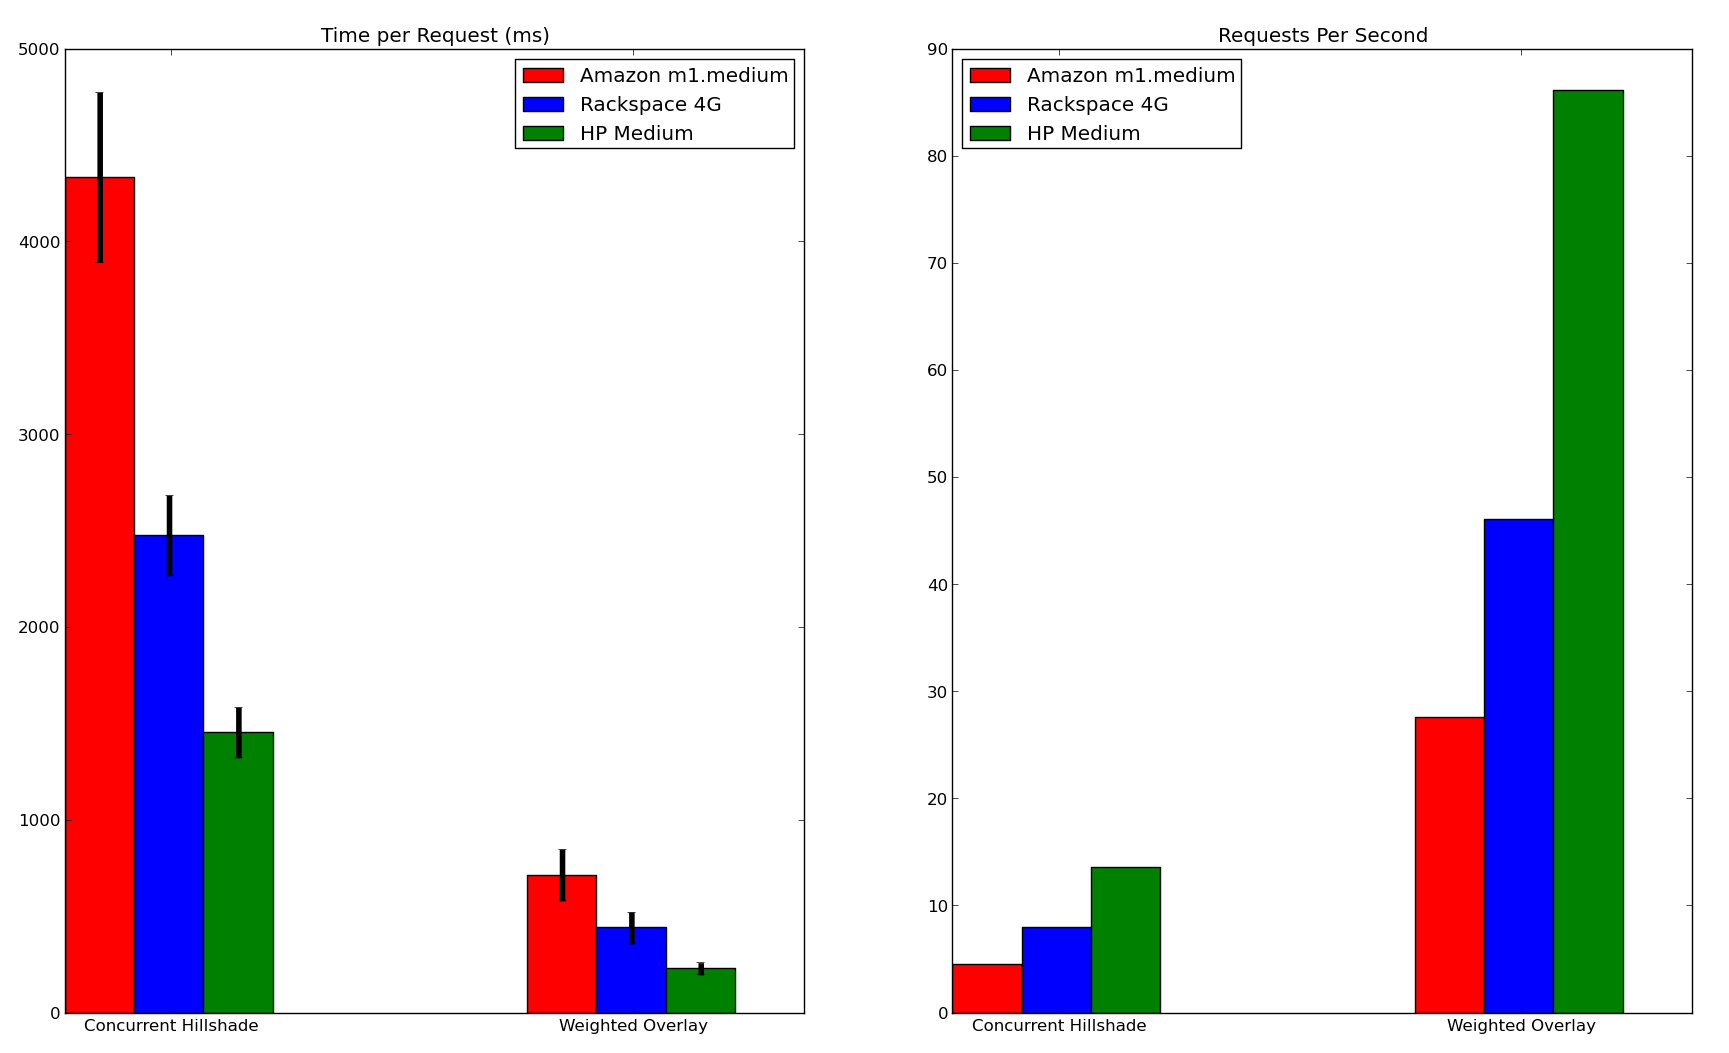 Time per Request (ms)
5000
4000
3000
2000
1000
0
Amazon m1.medium
Rackspace 4G
HP Medium
Concurrent Hillshade
Weighted Overlay
Requests Per Second
90
80
70
60
50
40
30
20
10
0
Amazon m1.medium
Rackspace 4G
HP Medium
Concurrent Hillshade
Weighted Overlay